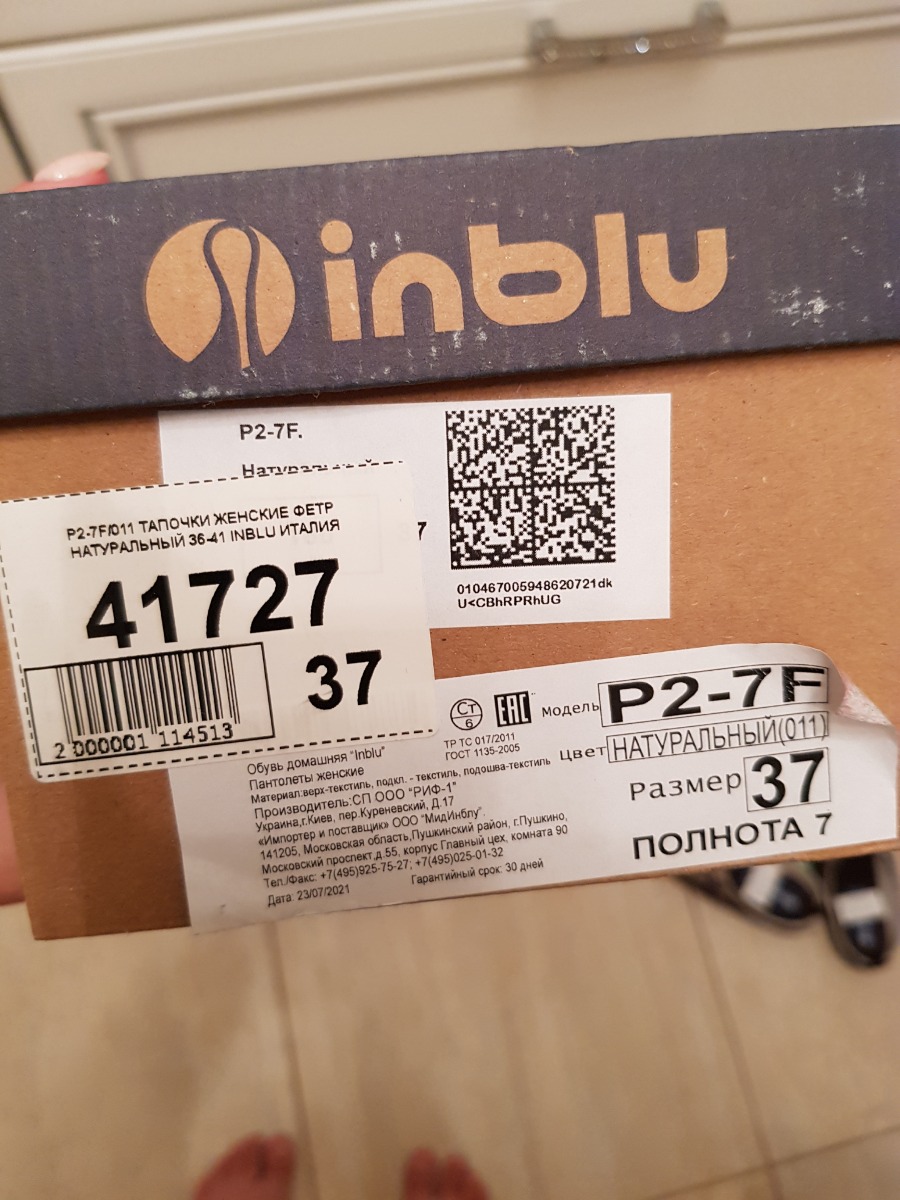 inblu
P2-7F.
Натуральный
7
010467005948620721dk
U<CBhRPRhUG
P2-7F/011 ТАПОЧКИ ЖЕНСКИЕ ФЕТР
НАТУРАЛЬНЫЙ 36-41 INBLU ИТАЛИЯ
41727
37
2 000001 114513
Ст
6
EAC
ТР ТС 017/2011
ГОСТ 1135-2005
Модель P2-7F
Цвет НАТУРАЛЬНЫЙ(011)
Размер 37
ПОЛНОТА 7
Обувь домашняя "Inblu"
Пантолеты женские
Материал:верх-текстиль, подкл. - текстиль, подошва-текстиль
Производитель:СП ООО "РИФ-1"
Украина,г.Киев, пер.Куреневский, Д.17
«Импортер и поставщик» ООО "МидИнблу".
141205, Московская область,Пушкинский район, г.Пушкино,
Московский проспект,д.55, корпус Главный цех, комната 90
Тел./Факс: +7(495)925-75-27; +7(495)025-01-32
Дата: 23/07/2021 Гарантийный срок: 30 дней